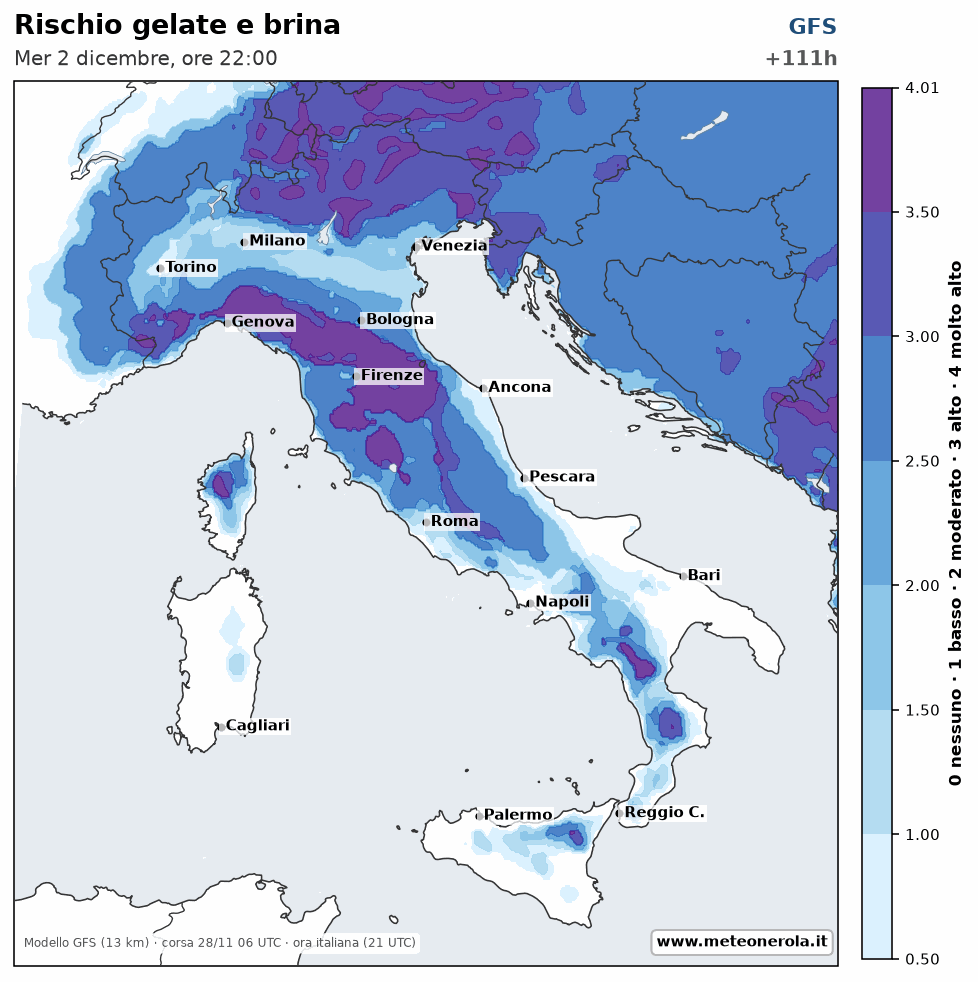 Rischio gelate e brina
GFS
Mer 2 dicembre, ore 22:00
+111h
4.01
3.50
3.00
2.50
2.00
1.50
1.00
0.50
0 nessuno · 1 basso · 2 moderato · 3 alto · 4 molto alto
Milano
Venezia
Torino
Genova
Bologna
Firenze
Ancona
Pescara
Roma
Bari
Napoli
Cagliari
Palermo
Reggio C.
Modello GFS (13 km) · corsa 28/11 06 UTC · ora italiana (21 UTC)
www.meteonerola.it